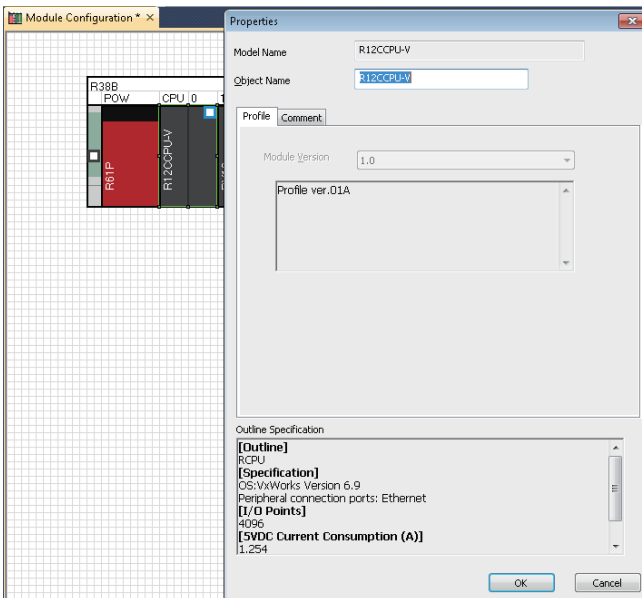 Module Configuration *
Properties
Model Name
R12CCPU-V
Object Name
R12CCPU-V
R38B
POW
CPU
0
R61P
R12CCPU-V
Profile
Comment
Module Version
1.0
Profile ver.01A
Outline Specification
[Outline]
RCPU
[Specification]
OS:VxWorks Version 6.9
Peripheral connection ports: Ethernet
[I/O Points]
4096
[5VDC Current Consumption (A)]
1.254
OK
Cancel